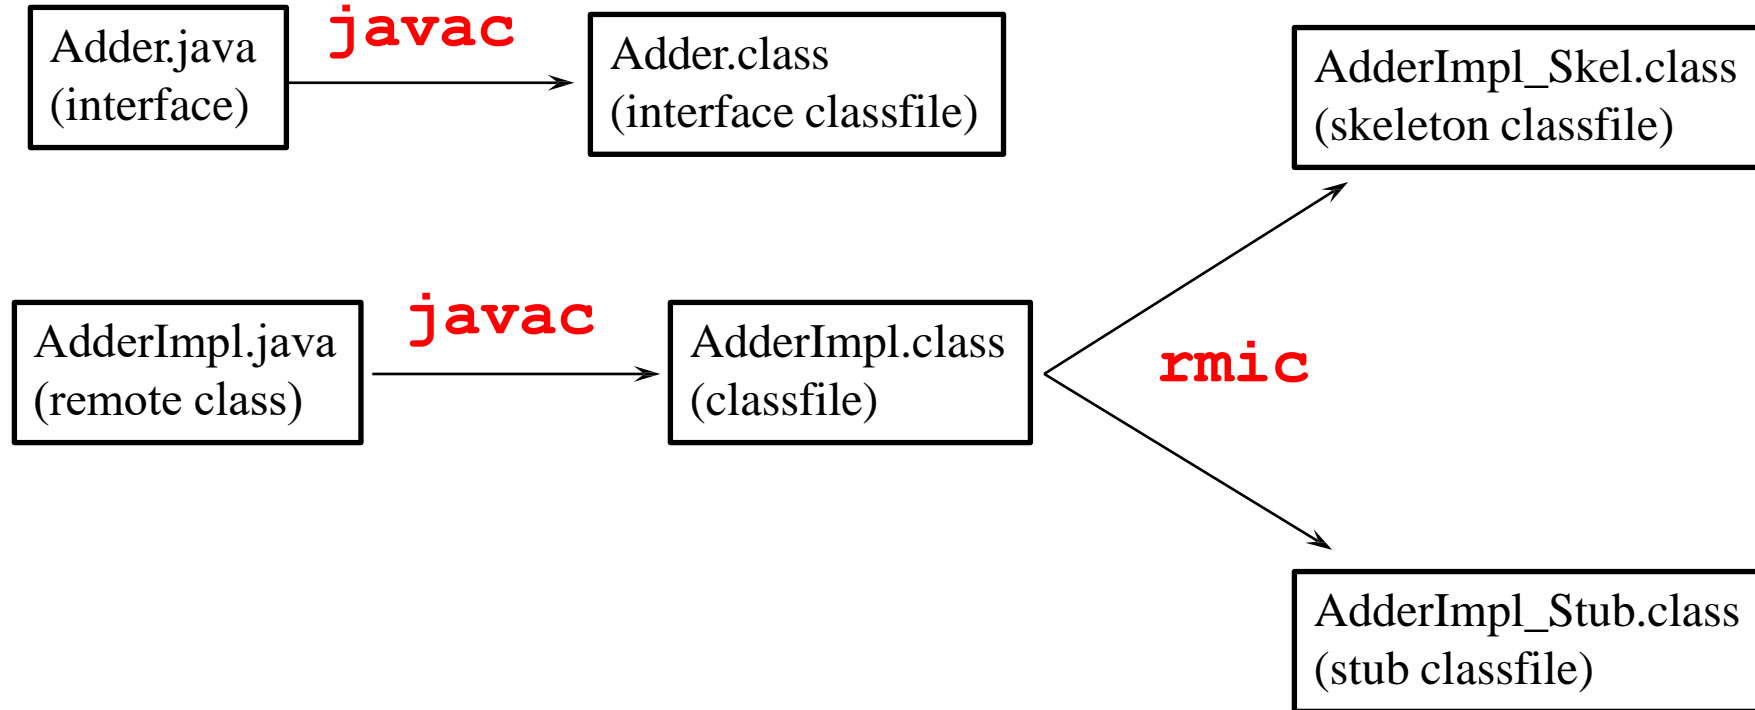 Adder.java
(interface)
javac
Adder.class
(interface classfile)
AdderImpl_Skel.class
(skeleton classfile)
AdderImpl.java
(remote class)
javac
AdderImpl.class
(classfile)
rmic
AdderImpl_Stub.class
(stub classfile)